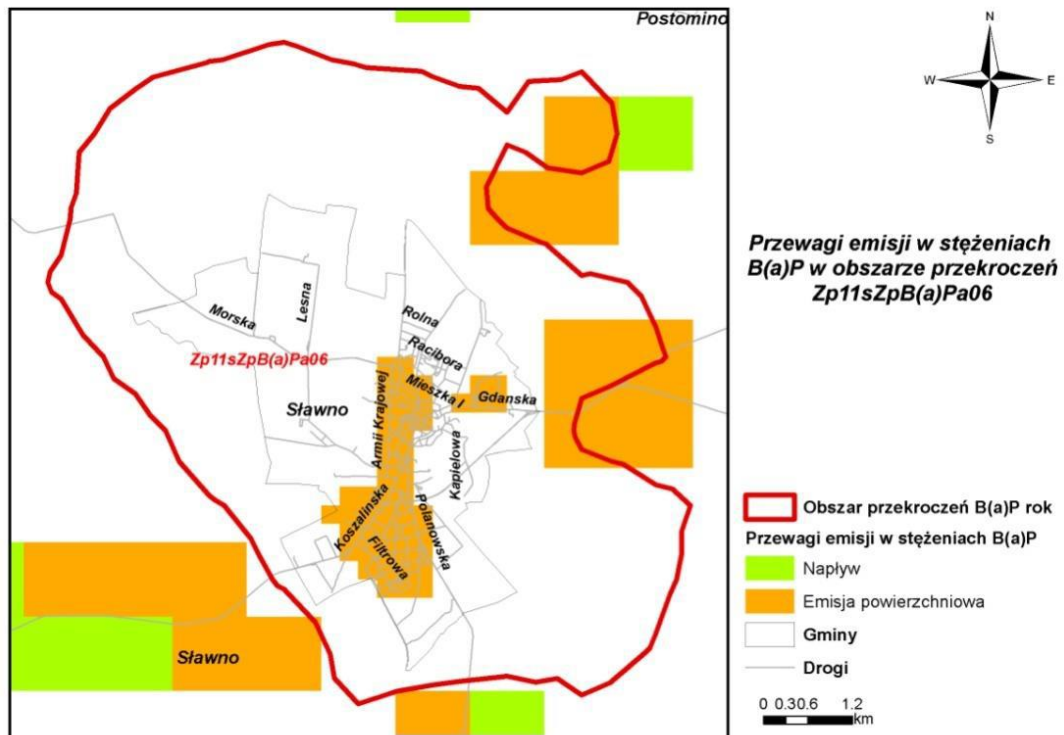 Postomino
N
W
E
S
Przewagi emisji w stężeniach
B(a)P w obszarze przekroczeń
Zp11sZpB(a)Pa06
Morska
Lesna
Rolna
Racibora
Zp11sZpB(a)Pa06
Mieszka I
Gdanska
Armii Krajowej
Sławno
Kapielowa
Koszalińska
Polanowska
Filtrowa
Sławno
Obszar przekroczeń B(a)P rok
Przewagi emisji w stężeniach B(a)P
Napływ
Emisja powierzchniowa
Gminy
Drogi
0 0.30.6 1.2
km